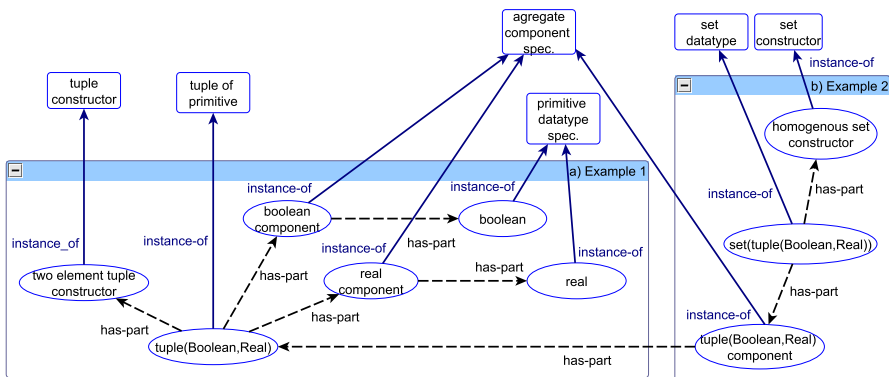 agregate
component
spec.
set
datatype
set
constructor
instance-of
tuple
constructor
tuple of
primitive
b) Example 2
primitive
datatype
spec.
homogenous set
constructor
a) Example 1
instance-of
instance-of
has-part
instance-of
boolean
component
boolean
instance_of
instance-of
instance-of
has-part
instance-of
set(tuple(Boolean,Real))
two element tuple
constructor
has-part
real
component
has-part
real
has-part
has-part
has-part
instance-of
tuple(Boolean,Real)
tuple(Boolean,Real)
component
has-part